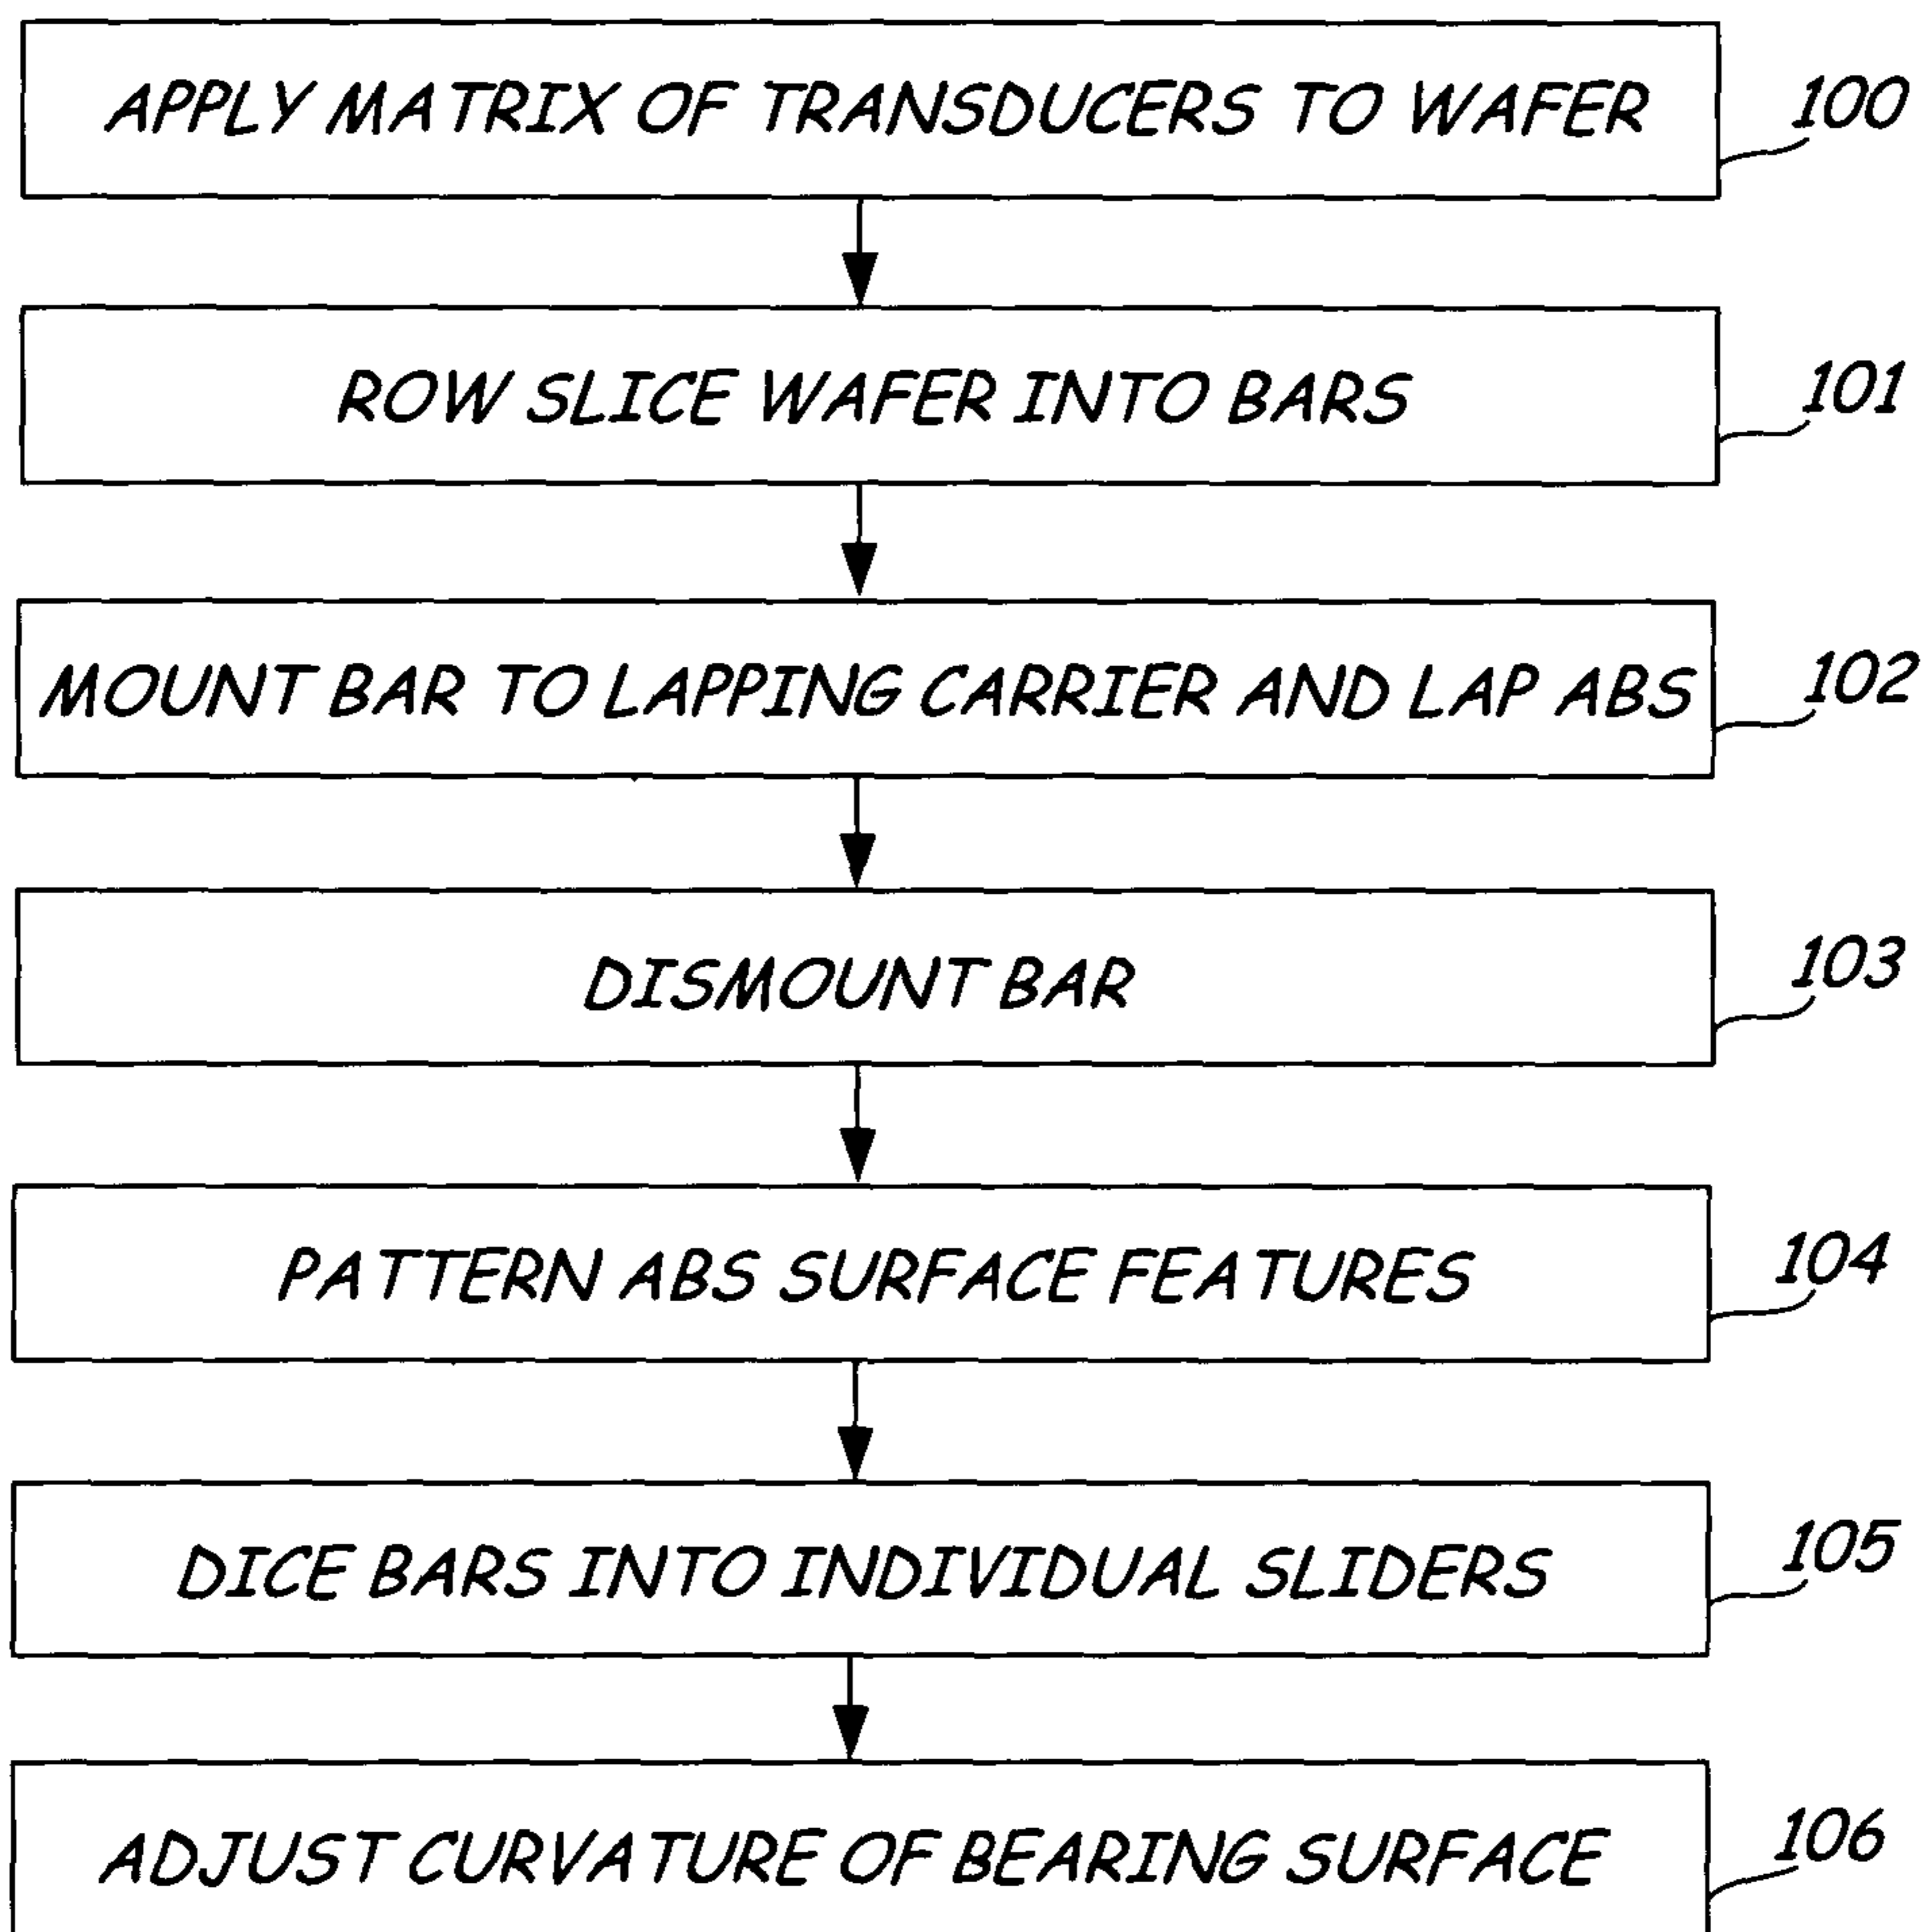 APPLY MATRIX OF TRANSDUCERS TO WAFER
100
ROW SLICE WAFER INTO BARS
101
MOUNT BAR TO LAPPING CARRIER AND LAP ABS
102
DISMOUNT BAR
103
PATTERN ABS SURFACE FEATURES
104
DICE BARS INTO INDIVIDUAL SLIDERS
105
ADJUST CURVATURE OF BEARING SURFACE
106